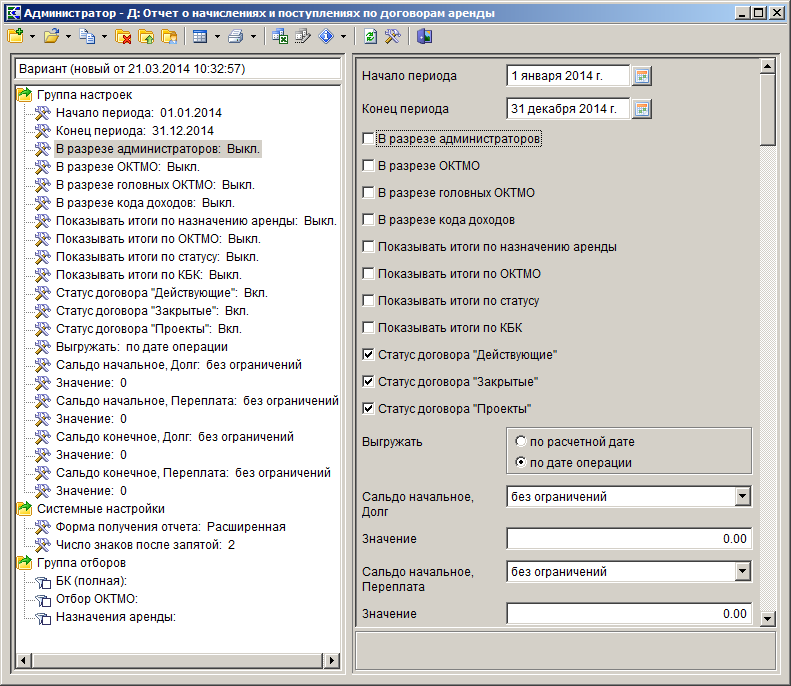 Администратор - Д: Отчет о начислениях и поступлениях по договорам аренды
Вариант (новый от 21.03.2014 10:32:57)
Группа настроек
Начало периода: 01.01.2014
Конец периода: 31.12.2014
В разрезе администраторов: Выкл.
В разрезе ОКТМО: Выкл.
В разрезе головных ОКТМО: Выкл.
В разрезе кода доходов: Выкл.
Показывать итоги по назначению аренды: Выкл.
Показывать итоги по ОКТМО: Выкл.
Показывать итоги по статусу: Выкл.
Показывать итоги по КБК: Выкл.
Статус договора "Действующие": Вкл.
Статус договора "Закрытые": Вкл.
Статус договора "Проекты": Вкл.
Выгружать: по дате операции
Сальдо начальное, Долг: без ограничений
Значение: 0
Сальдо начальное, Переплата: без ограничений
Значение: 0
Сальдо конечное, Долг: без ограничений
Значение: 0
Сальдо конечное, Переплата: без ограничений
Значение: 0
Системные настройки
Форма получения отчета: Расширенная
Число знаков после запятой: 2
Группа отборов
БК (полная):
Отбор ОКТМО:
Назначения аренды:
Начало периода 1 января 2014 г.
Конец периода 31 декабря 2014 г.
В разрезе администраторов
В разрезе ОКТМО
В разрезе головных ОКТМО
В разрезе кода доходов
Показывать итоги по назначению аренды
Показывать итоги по ОКТМО
Показывать итоги по статусу
Показывать итоги по КБК
Статус договора "Действующие"
Статус договора "Закрытые"
Статус договора "Проекты"
Выгружать
по расчетной дате
по дате операции
Сальдо начальное, без ограничений
Долг
Значение 0.00
Сальдо начальное, без ограничений
Переплата
Значение 0.00